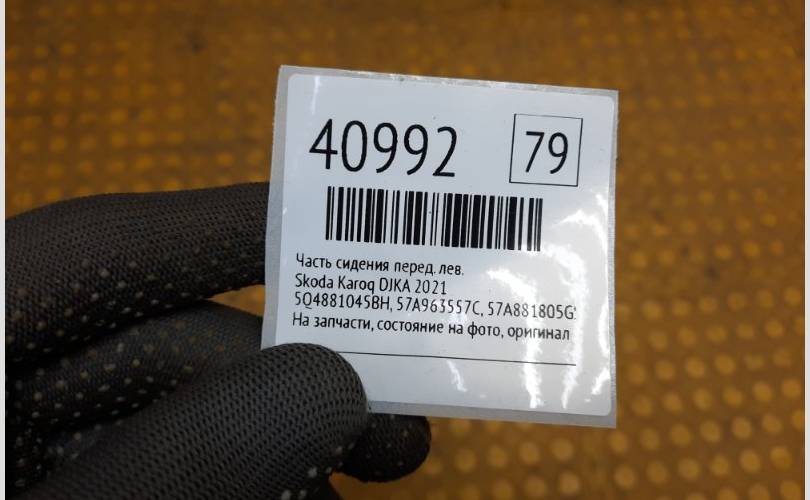 40992
79
Часть сидения перед. лев.
Skoda Karoq DJKA 2021
5Q4881045BH, 57A963557C, 57A881805G
На запчасти, состояние на фото, оригинал